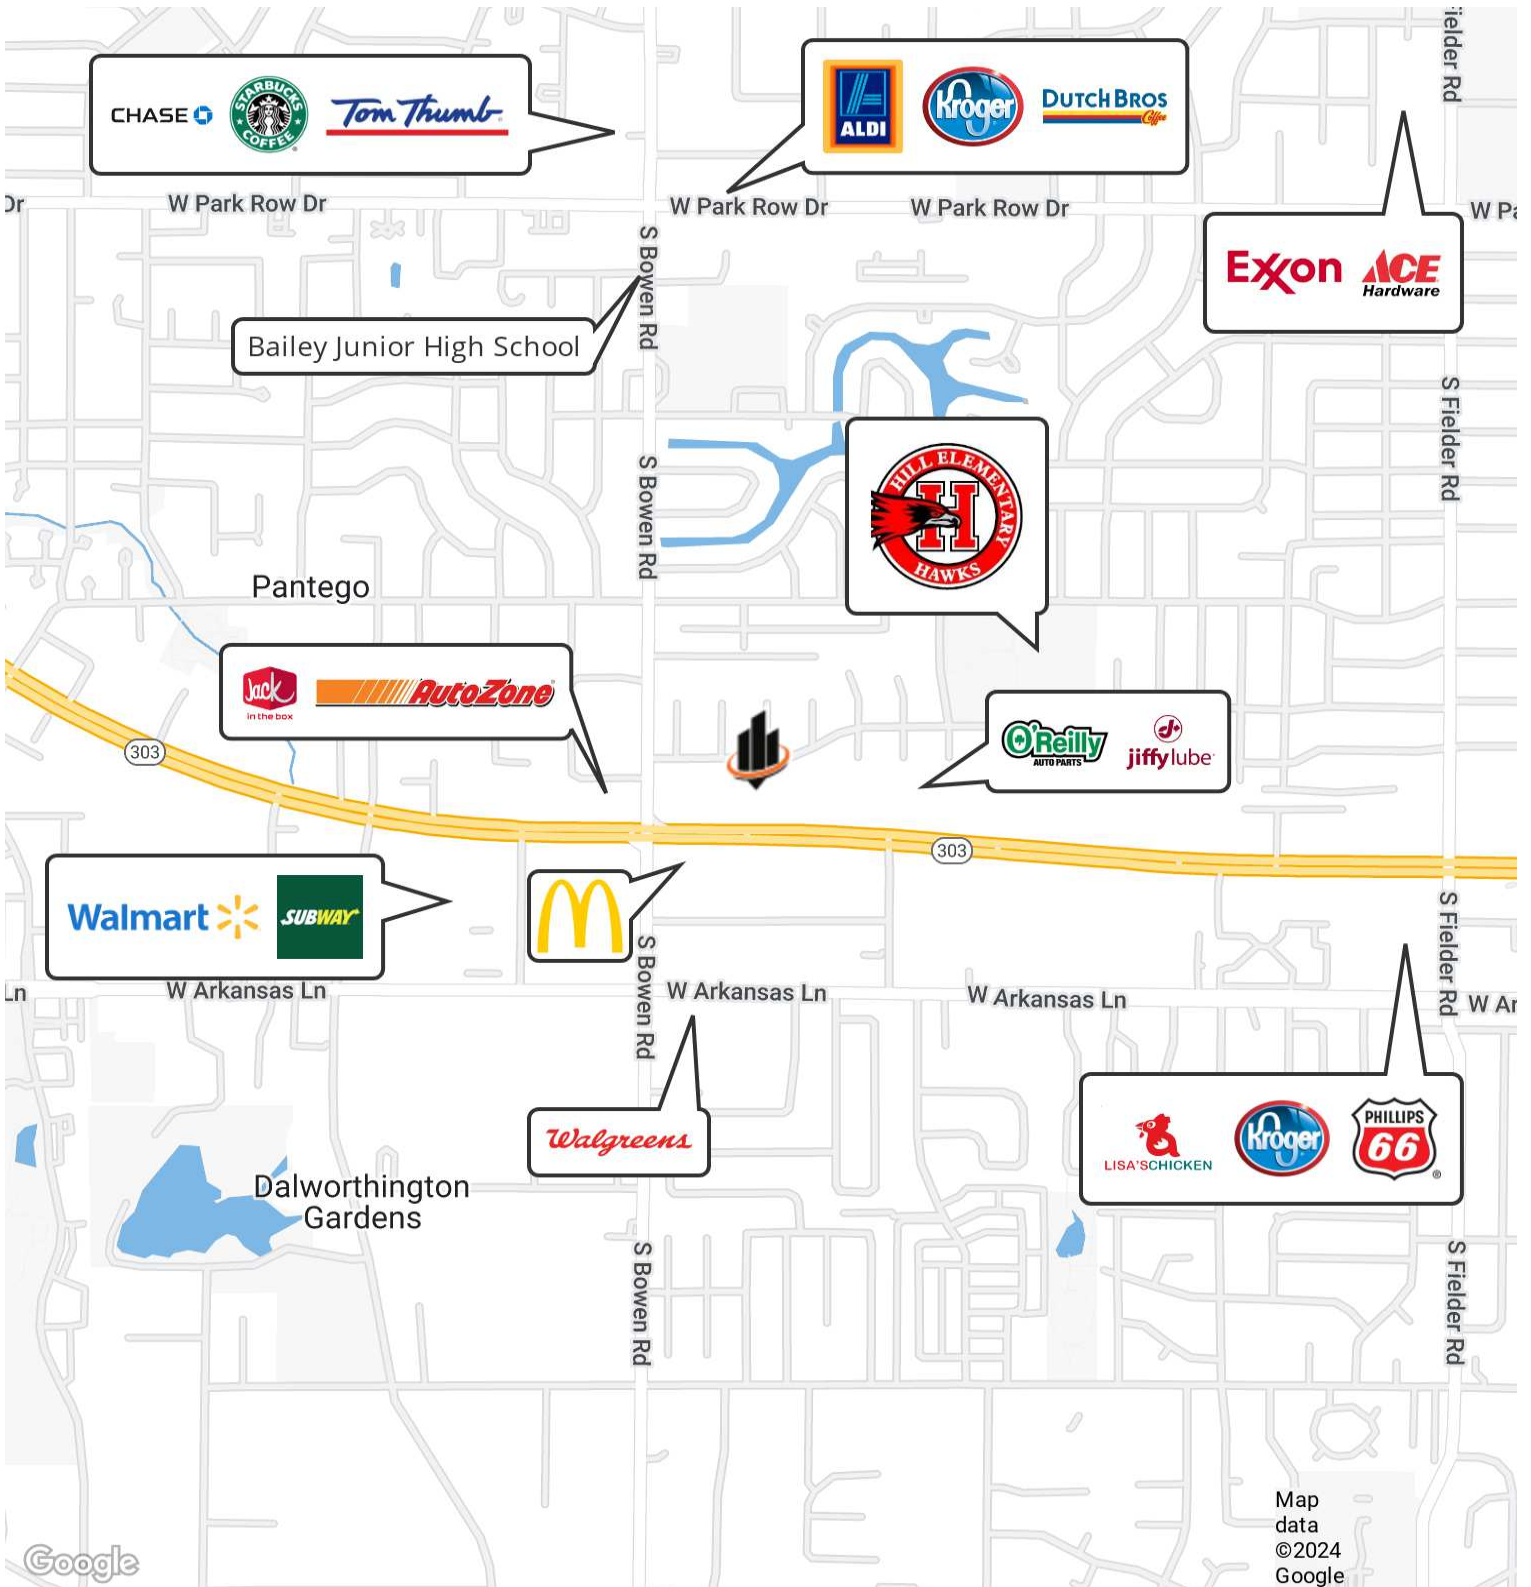 Fielder Rd
CHASE
STARBUCKS
COFFEE
Tom Thumb
ALDI
Kroger
DUTCH BROS
Coffee
Dr
W Park Row Dr
W Park Row Dr
W Park Row Dr
W Pa
S Bowen Rd
Exxon
ACE
Hardware
Bailey Junior High School
S Fielder Rd
S Bowen Rd
HILL ELEMENTARY
H
HAWKS
Pantego
Jack
in the box
AutoZone
O'Reilly
AUTO PARTS
jiffy lube
303
303
Walmart
SUBWAY
S Fielder Rd
S Bowen Rd
Ln
W Arkansas Ln
W Arkansas Ln
W Arkansas Ln
W Ar
Walgreens
LISA'SCHICKEN
Kroger
PHILLIPS
66
Dalworthington
Gardens
S Bowen Rd
S Fielder Rd
Map
data
©2024
Google
Google